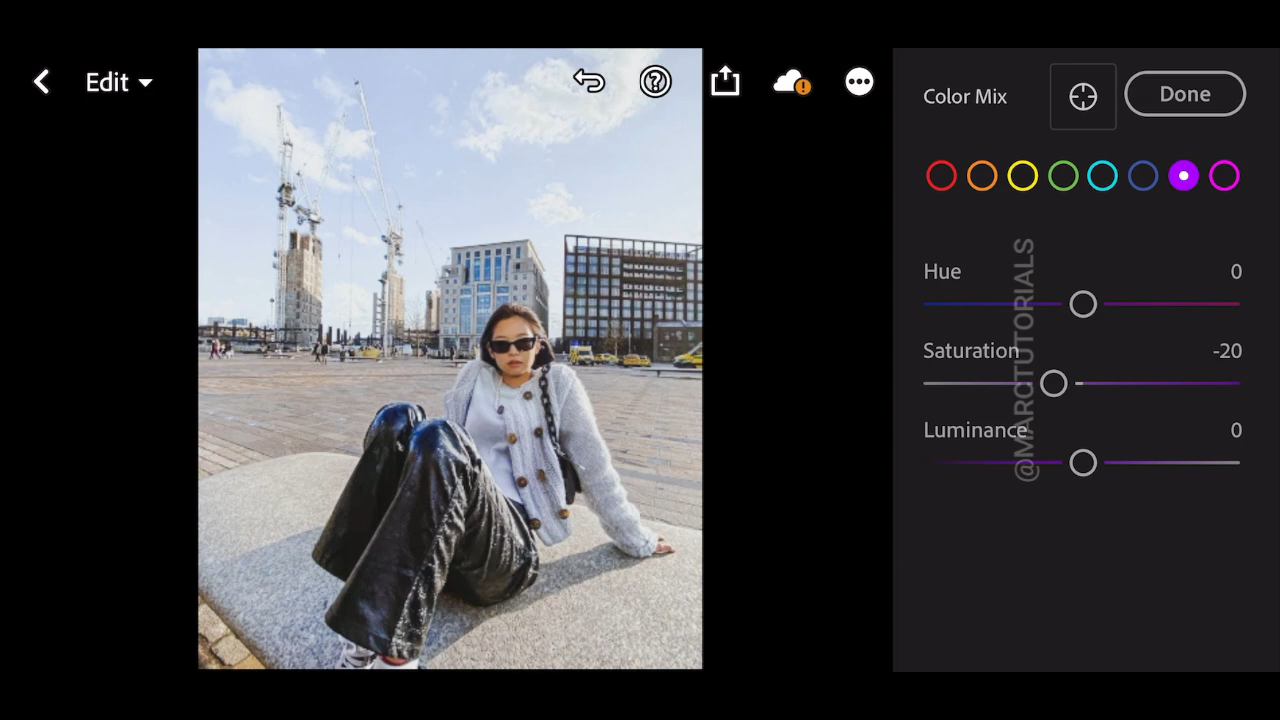 Edit
Color Mix
Done
Hue 0
Saturation -20
Luminance 0
@MARCTUTORIALS